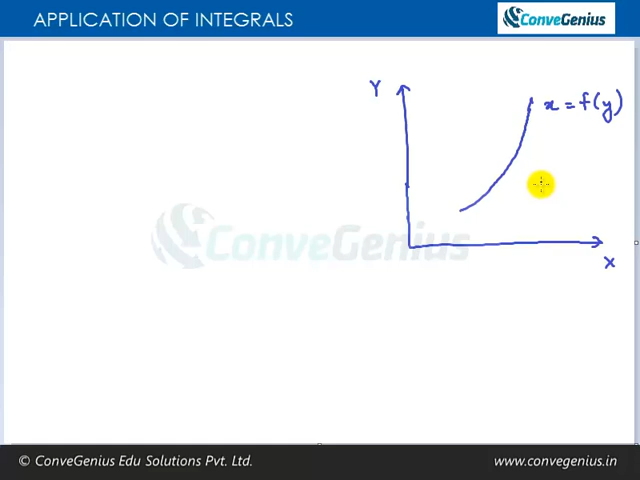 APPLICATION OF INTEGRALS
ConveGenius
Y
x = f(y)
ConveGenius
X
© ConveGenius Edu Solutions Pvt. Ltd.
www.convegenius.in